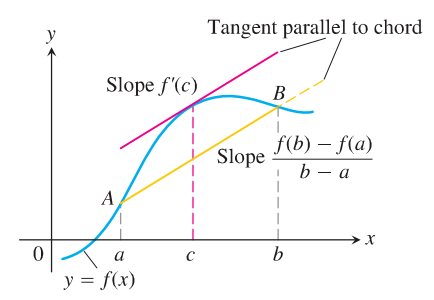 Tangent parallel to chord
y
Slope f′(c)
B
Slope f(b) − f(a)
b − a
A
x
0 a c b
y = f(x)